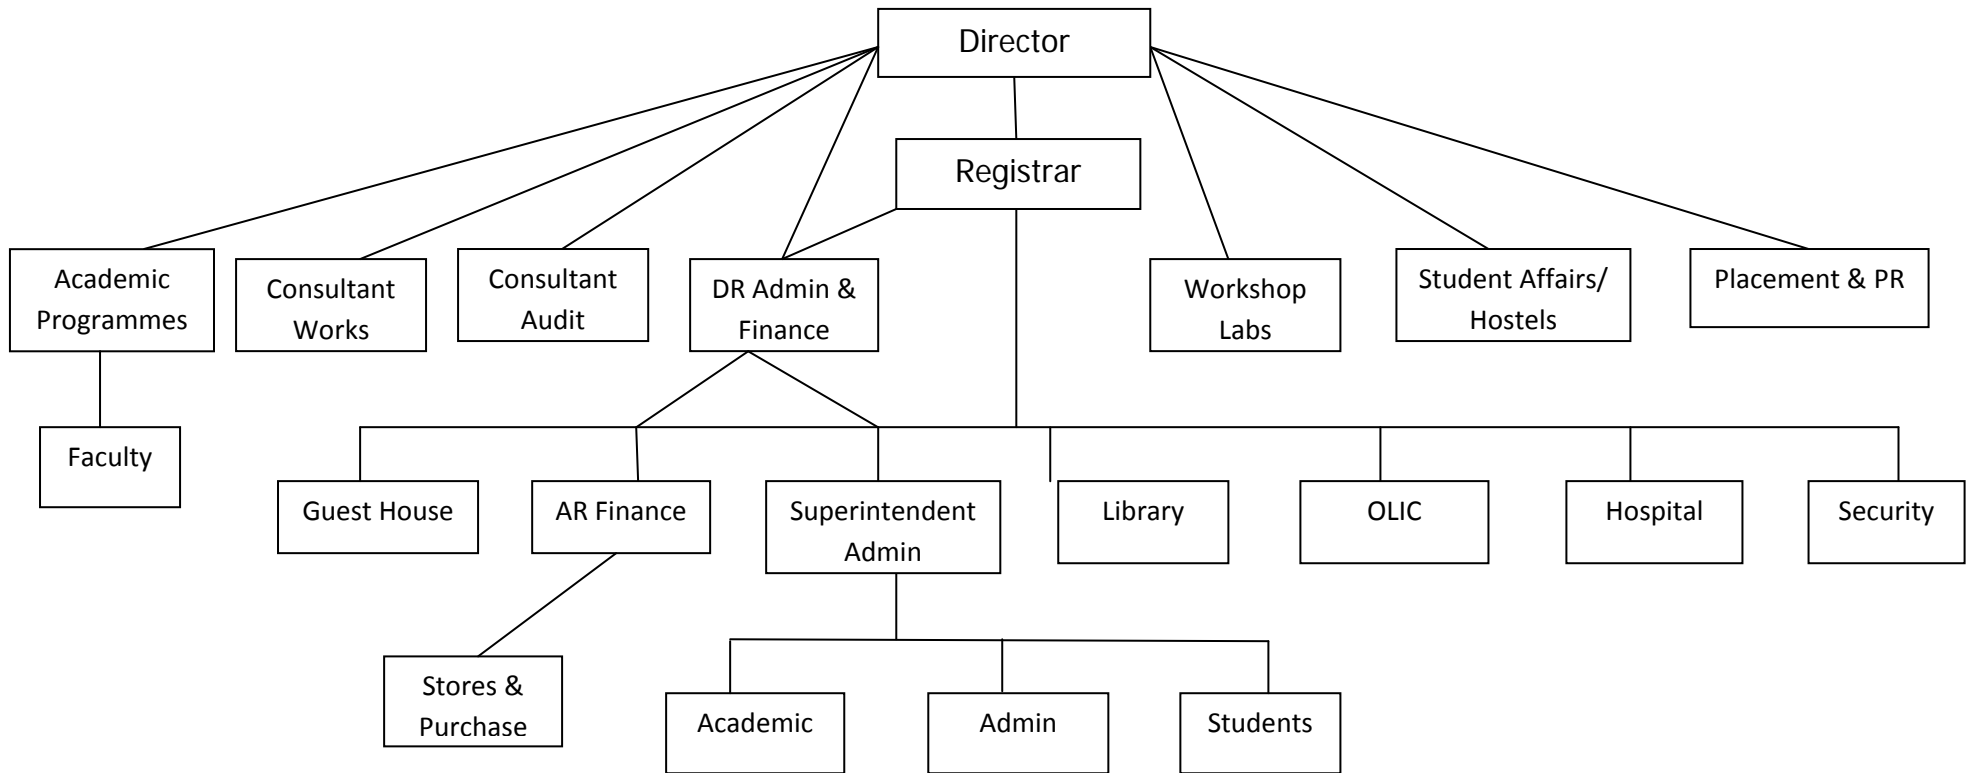 Director
Registrar
Academic
Programmes
Consultant
Works
Consultant
Audit
DR Admin &
Finance
Workshop
Labs
Student Affairs/
Hostels
Placement & PR
Faculty
Guest House
AR Finance
Superintendent
Admin
Library
OLIC
Hospital
Security
Stores &
Purchase
Academic
Admin
Students